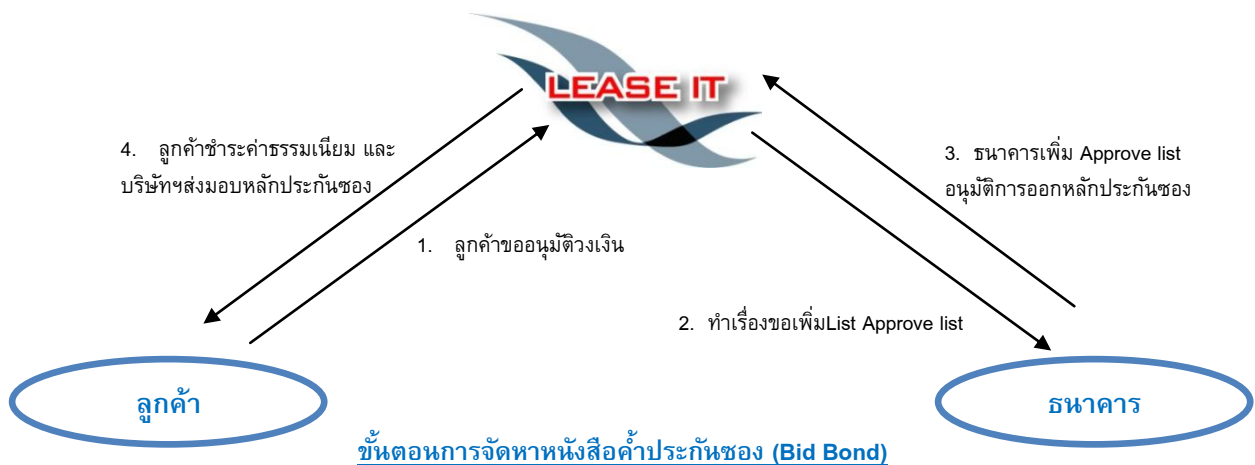 LEASE IT
4. ลูกค้าชำระค่าธรรมเนียม และ
บริษัทฯส่งมอบหลักประกันซอง
3. ธนาคารเพิ่ม Approve list
อนุมัติการออกหลักประกันซอง
1. ลูกค้าขออนุมัติวงเงิน
2. ทำเรื่องขอเพิ่มList Approve list
ลูกค้า
ธนาคาร
ขั้นตอนการจัดหาหนังสือค้ำประกันซอง (Bid Bond)